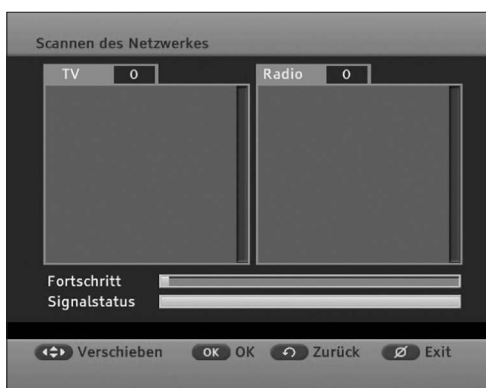 Scannen des Netzwerkes
TV 0 Radio 0
Fortschritt
Signalstatus
Verschieben OK OK Zurück Exit